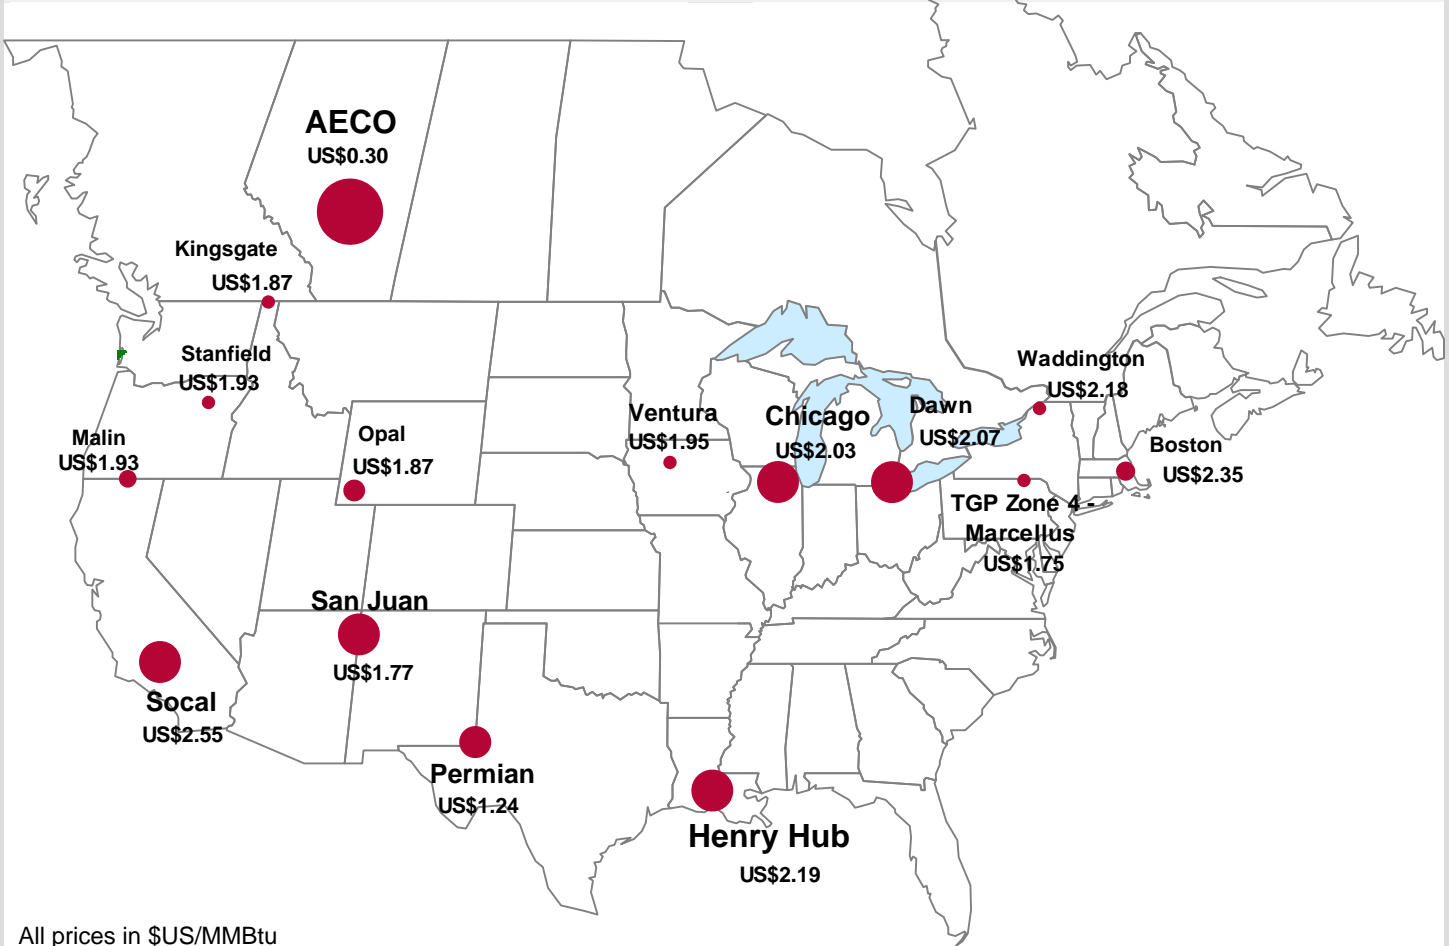 AECO
US$0.30
Kingsgate
US$1.87
Stanfield
US$1.93
Malin
US$1.93
Opal
US$1.87
Ventura
US$1.95
Chicago
US$2.03
Dawn
US$2.07
Waddington
US$2.18
Boston
US$2.35
TGP Zone 4 -
Marcellus
US$1.75
San Juan
US$1.77
Socal
US$2.55
Permian
US$1.24
Henry Hub
US$2.19
All prices in $US/MMBtu